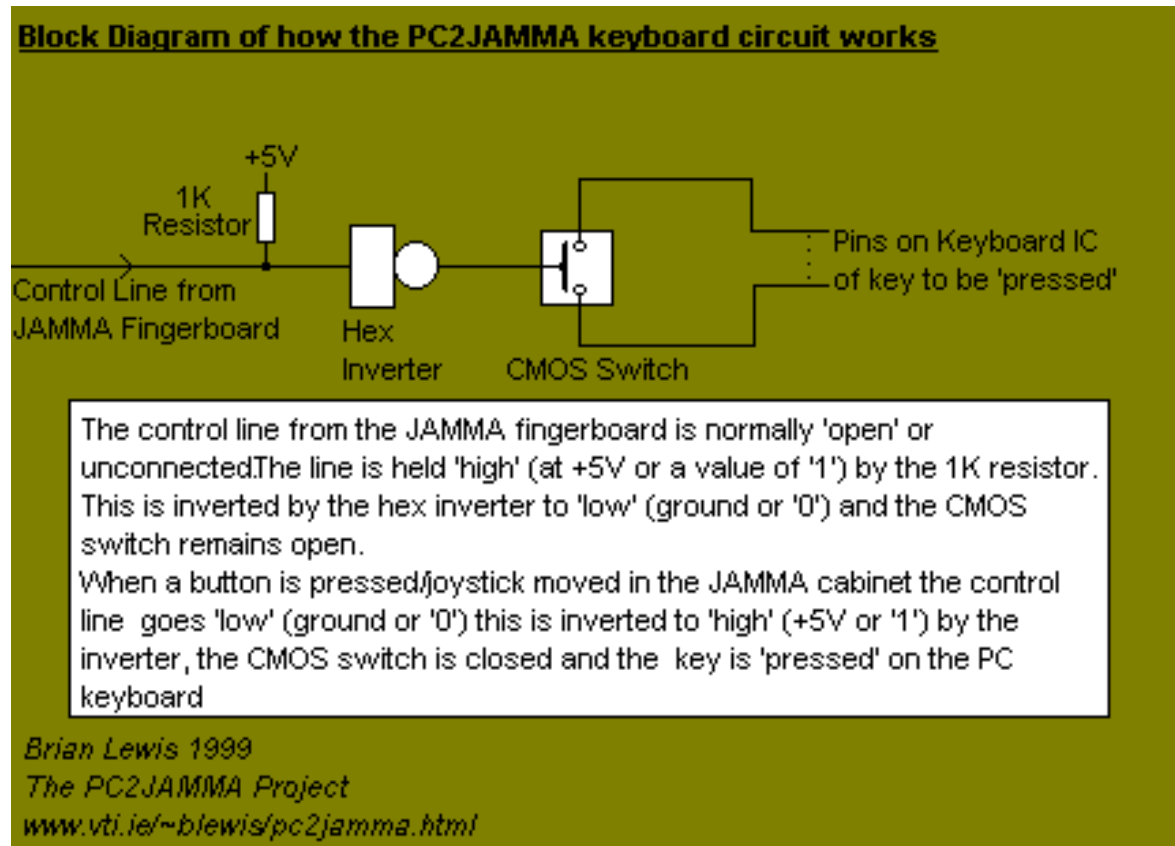 Block Diagram of how the PC2JAMMA keyboard circuit works
+5V
1K
Resistor
Control Line from
JAMMA Fingerboard
Hex
Inverter
CMOS Switch
Pins on Keyboard IC
of key to be 'pressed'
The control line from the JAMMA fingerboard is normally 'open' or
unconnected.The line is held 'high' (at +5V or a value of '1') by the 1K resistor.
This is inverted by the hex inverter to 'low' (ground or '0') and the CMOS
switch remains open.
When a button is pressed/joystick moved in the JAMMA cabinet the control
line goes 'low' (ground or '0') this is inverted to 'high' (+5V or '1') by the
inverter, the CMOS switch is closed and the key is 'pressed' on the PC
keyboard
Brian Lewis 1999
The PC2JAMMA Project
www.vti.ie/~blewis/pc2jamma.html